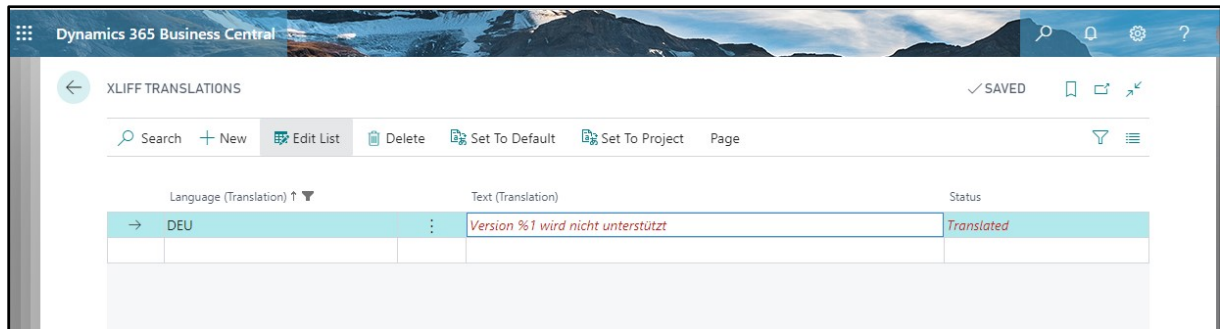 Dynamics 365 Business Central
?
XLIFF TRANSLATIONS
✓ SAVED
Search
+ New
Edit List
Delete
Set To Default
Set To Project
Page
Language (Translation) ↑
Text (Translation)
Status
→ DEU
Version %1 wird nicht unterstützt
Translated